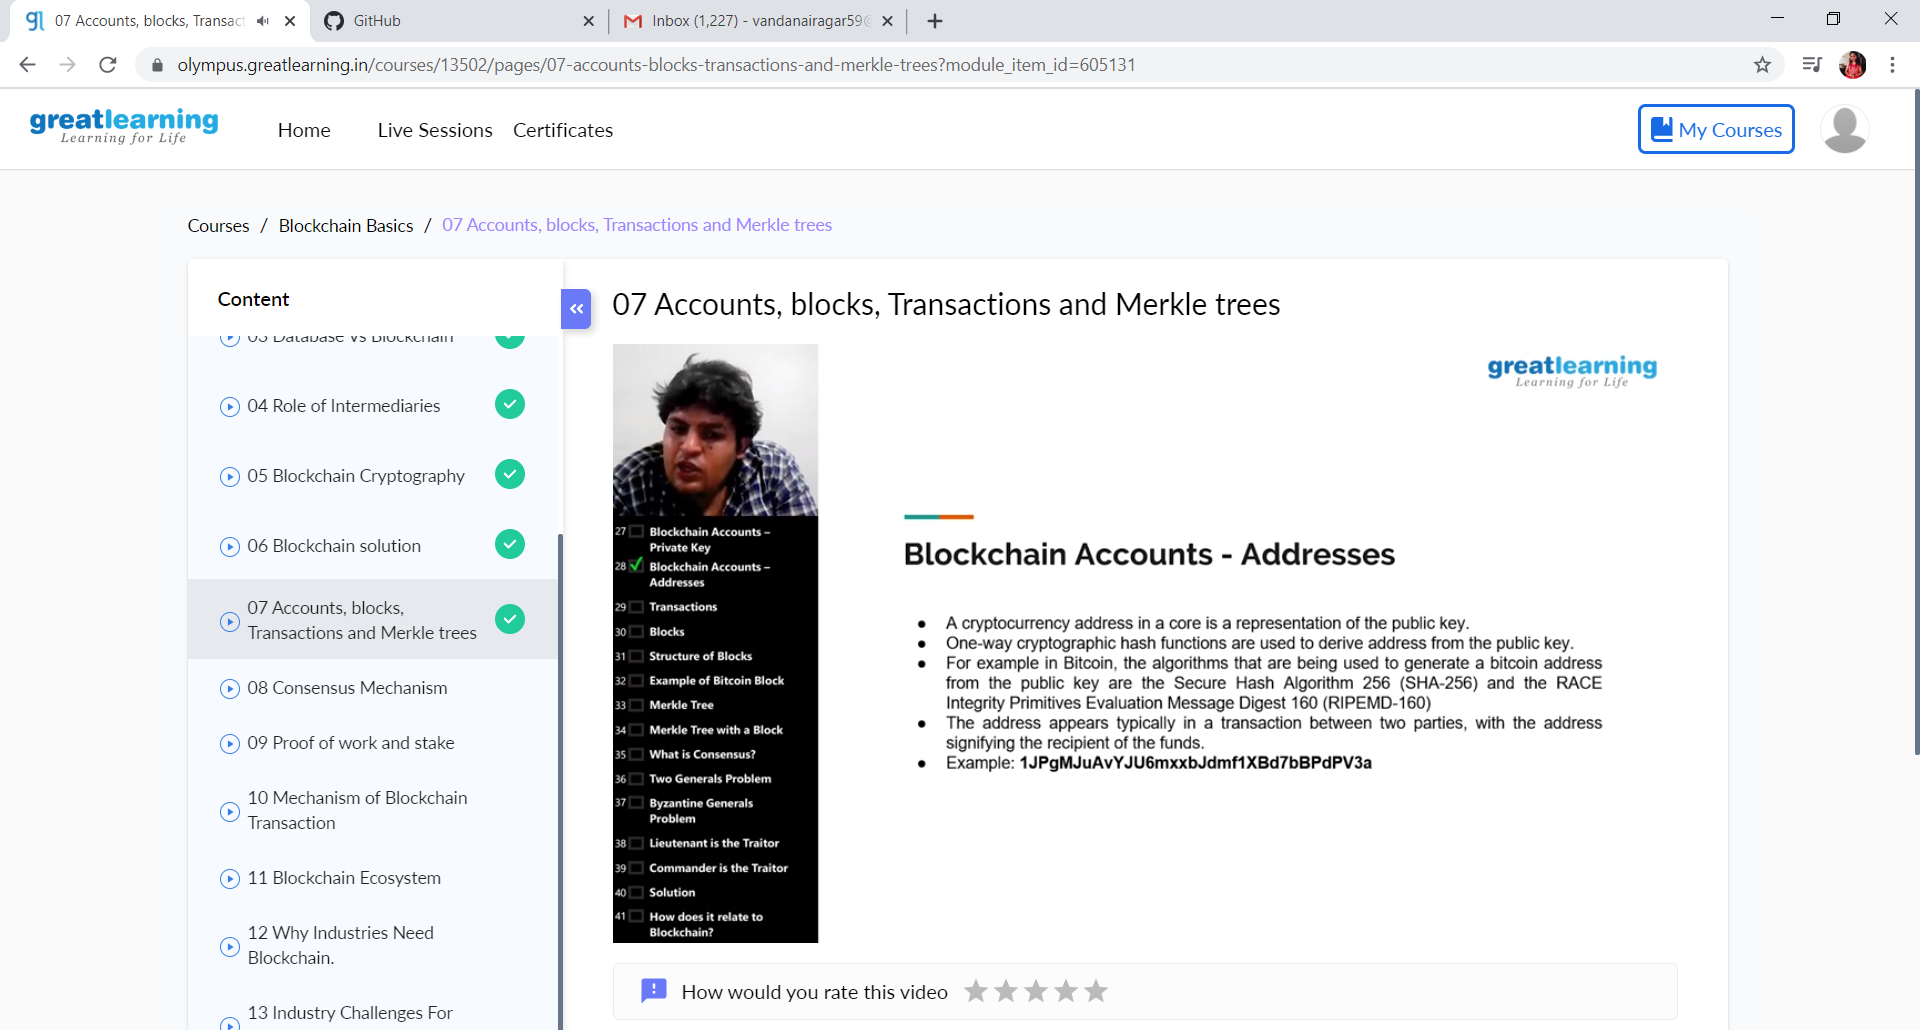 07 Accounts, blocks, Transact
GitHub
Inbox (1,227) - vandanairagar59@
olympus.greatlearning.in/courses/13502/pages/07-accounts-blocks-transactions-and-merkle-trees?module_item_id=605131
greatlearning
Learning for Life
Home
Live Sessions
Certificates
My Courses
Courses / Blockchain Basics / 07 Accounts, blocks, Transactions and Merkle trees
Content
03 Database Vs Blockchain
04 Role of Intermediaries
05 Blockchain Cryptography
06 Blockchain solution
07 Accounts, blocks,
Transactions and Merkle trees
08 Consensus Mechanism
09 Proof of work and stake
10 Mechanism of Blockchain
Transaction
11 Blockchain Ecosystem
12 Why Industries Need
Blockchain.
13 Industry Challenges For
07 Accounts, blocks, Transactions and Merkle trees
27 Blockchain Accounts –
Private Key
28 Blockchain Accounts –
Addresses
29 Transactions
30 Blocks
31 Structure of Blocks
32 Example of Bitcoin Block
33 Merkle Tree
34 Merkle Tree with a Block
35 What is Consensus?
36 Two Generals Problem
37 Byzantine Generals
Problem
38 Lieutenant is the Traitor
39 Commander is the Traitor
40 Solution
41 How does it relate to
Blockchain?
greatlearning
Learning for Life
Blockchain Accounts - Addresses
● A cryptocurrency address in a core is a representation of the public key.
● One-way cryptographic hash functions are used to derive address from the public key.
● For example in Bitcoin, the algorithms that are being used to generate a bitcoin address
from the public key are the Secure Hash Algorithm 256 (SHA-256) and the RACE
Integrity Primitives Evaluation Message Digest 160 (RIPEMD-160)
● The address appears typically in a transaction between two parties, with the address
signifying the recipient of the funds.
● Example: 1JPgMJuAvYJU6mxxbJdmf1XBd7bBPdPV3a
How would you rate this video